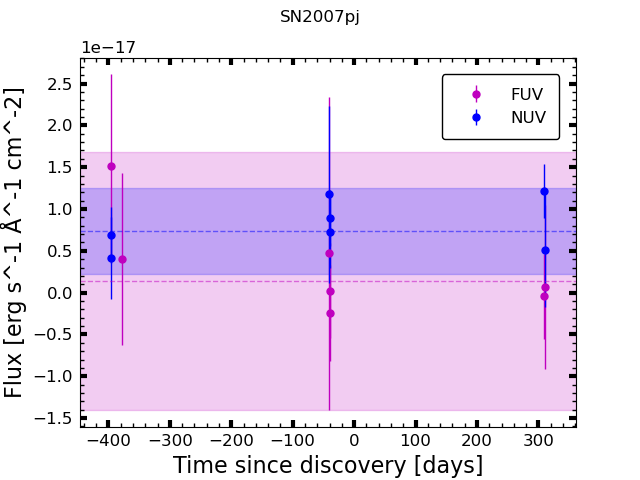 SN2007pj
1e−17
Flux [erg s^-1 Å^-1 cm^-2]
2.5
2.0
1.5
1.0
0.5
0.0
−0.5
−1.0
−1.5
FUV
NUV
−400 −300 −200 −100 0 100 200 300
Time since discovery [days]